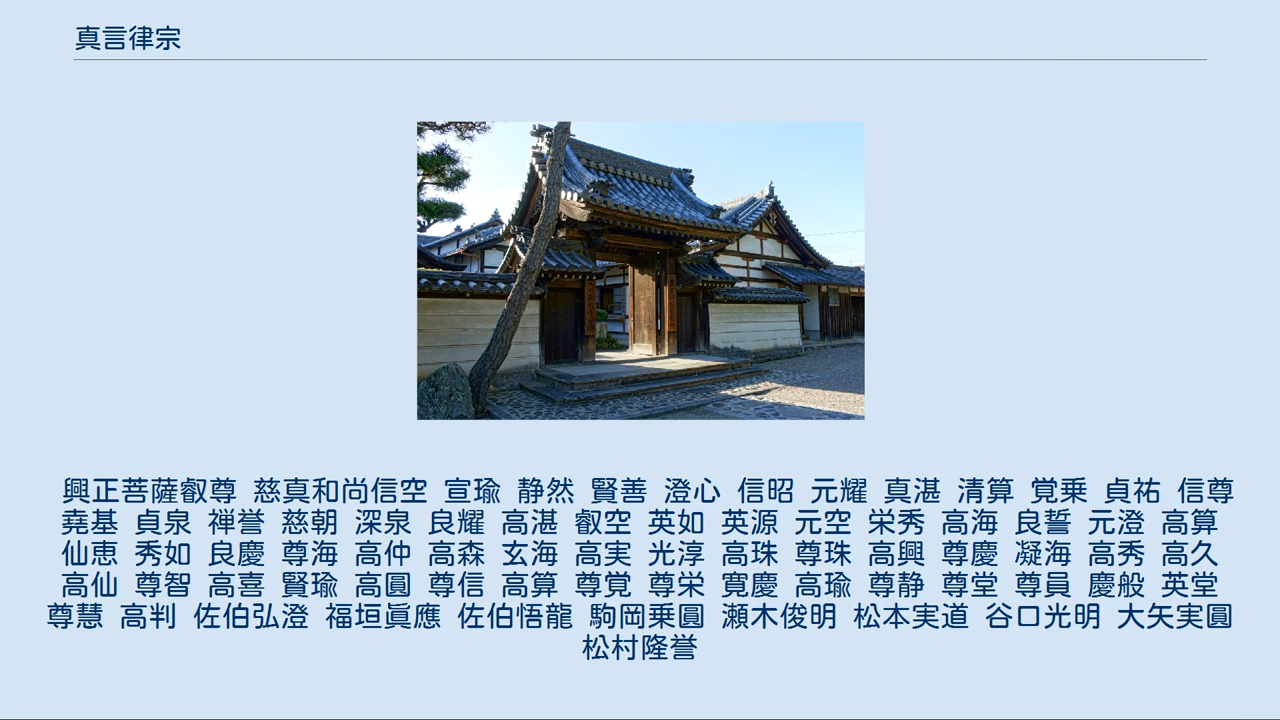 真言律宗
興正菩薩叡尊 慈真和尚信空 宣瑜 静然 賢善 澄心 信昭 元耀 真湛 清算 覚乗 貞祐 信尊
堯基 貞泉 禅誉 慈朝 深泉 良耀 高湛 叡空 英如 英源 元空 栄秀 高海 良誓 元澄 高算
仙恵 秀如 良慶 尊海 高仲 高森 玄海 高実 光淳 高珠 尊珠 高興 尊慶 凝海 高秀 高久
高仙 尊智 高喜 賢瑜 高圓 尊信 高算 尊覚 尊栄 寛慶 高瑜 尊静 尊堂 尊員 慶般 英堂
尊慧 高判 佐伯弘澄 福垣眞應 佐伯悟龍 駒岡乗圓 瀬木俊明 松本実道 谷口光明 大矢実圓
松村隆誉